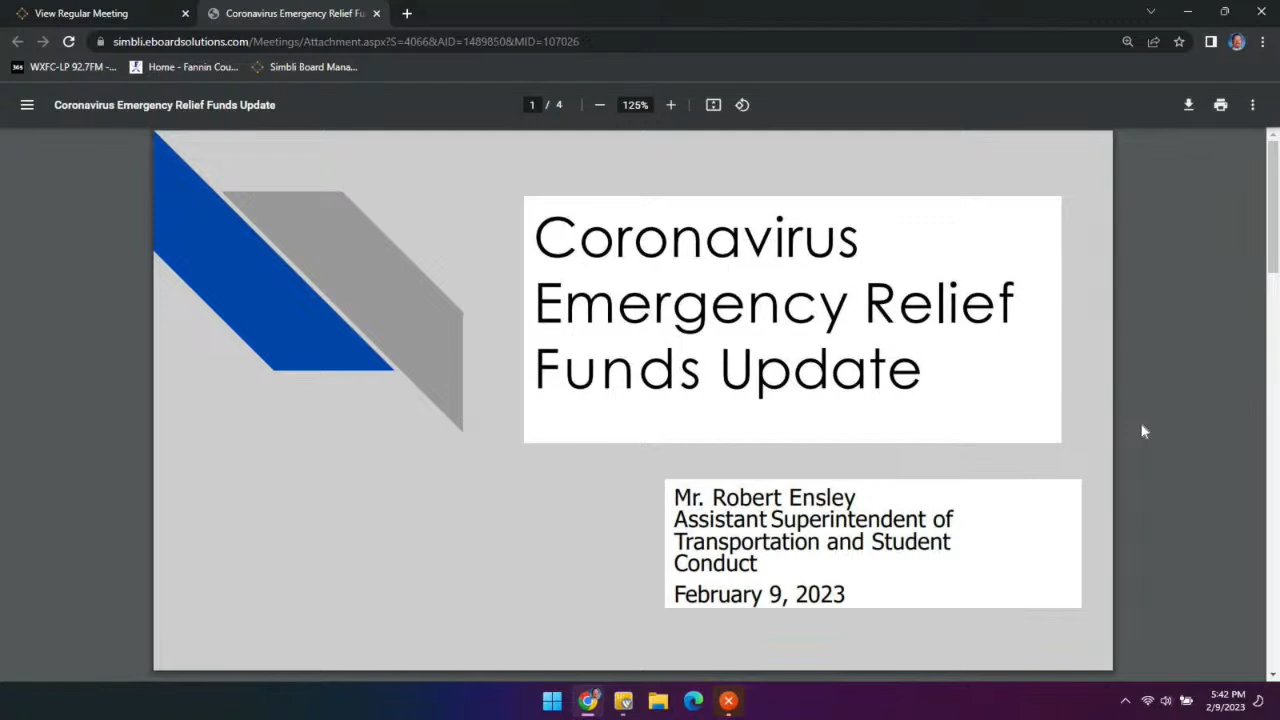 View Regular Meeting
Coronavirus Emergency Relief Fu
simbli.eboardsolutions.com/Meetings/Attachment.aspx?S=4066&AID=1489850&MID=107026
365 WXFC-LP 92.7FM -...
Home - Fannin Cou...
Simbli Board Mana...
Coronavirus Emergency Relief Funds Update
1 / 4
125%
Coronavirus
Emergency Relief
Funds Update
Mr. Robert Ensley
Assistant Superintendent of
Transportation and Student
Conduct
February 9, 2023
5:42 PM
2/9/2023